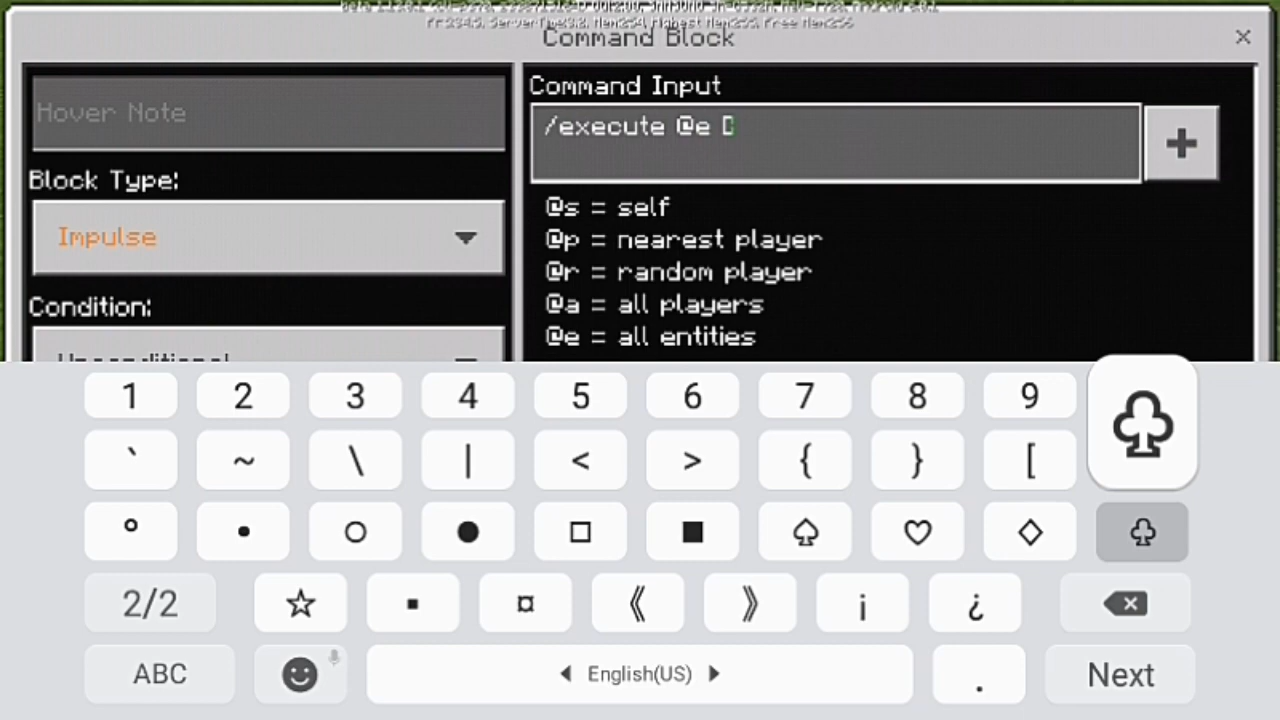 Command Block
Hover Note
Block Type:
Impulse
Condition:
Unconditional
Command Input
/execute @e
@s = self
@p = nearest player
@r = random player
@a = all players
@e = all entities
1 2 3 4 5 6 7 8 9
` ~ \ | < > { } [ ♧
° • ○ ● □ ■ ♤ ♡ ◇ ♧
2/2 ☆ ▪ ¤ 《 》 ¡ ¿
ABC English(US) . Next